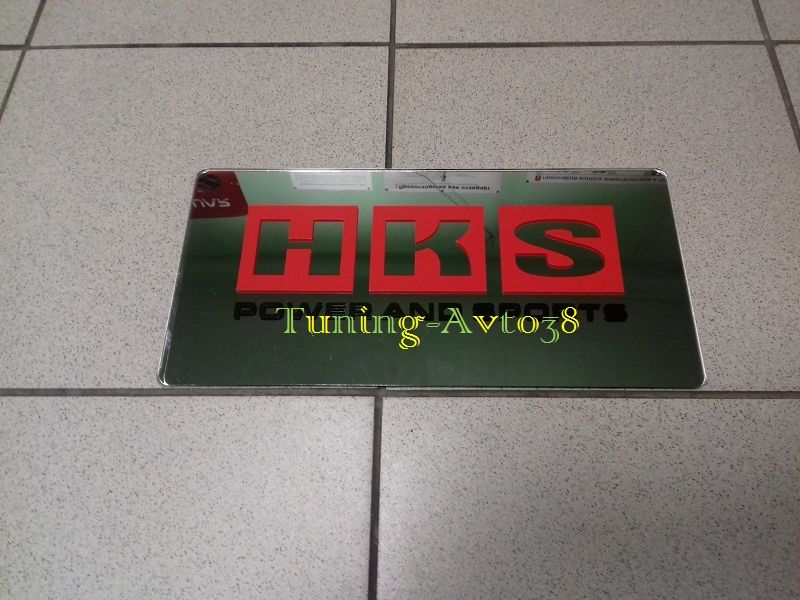 HKS
POWER AND SPORTS
Tuning-Avto38